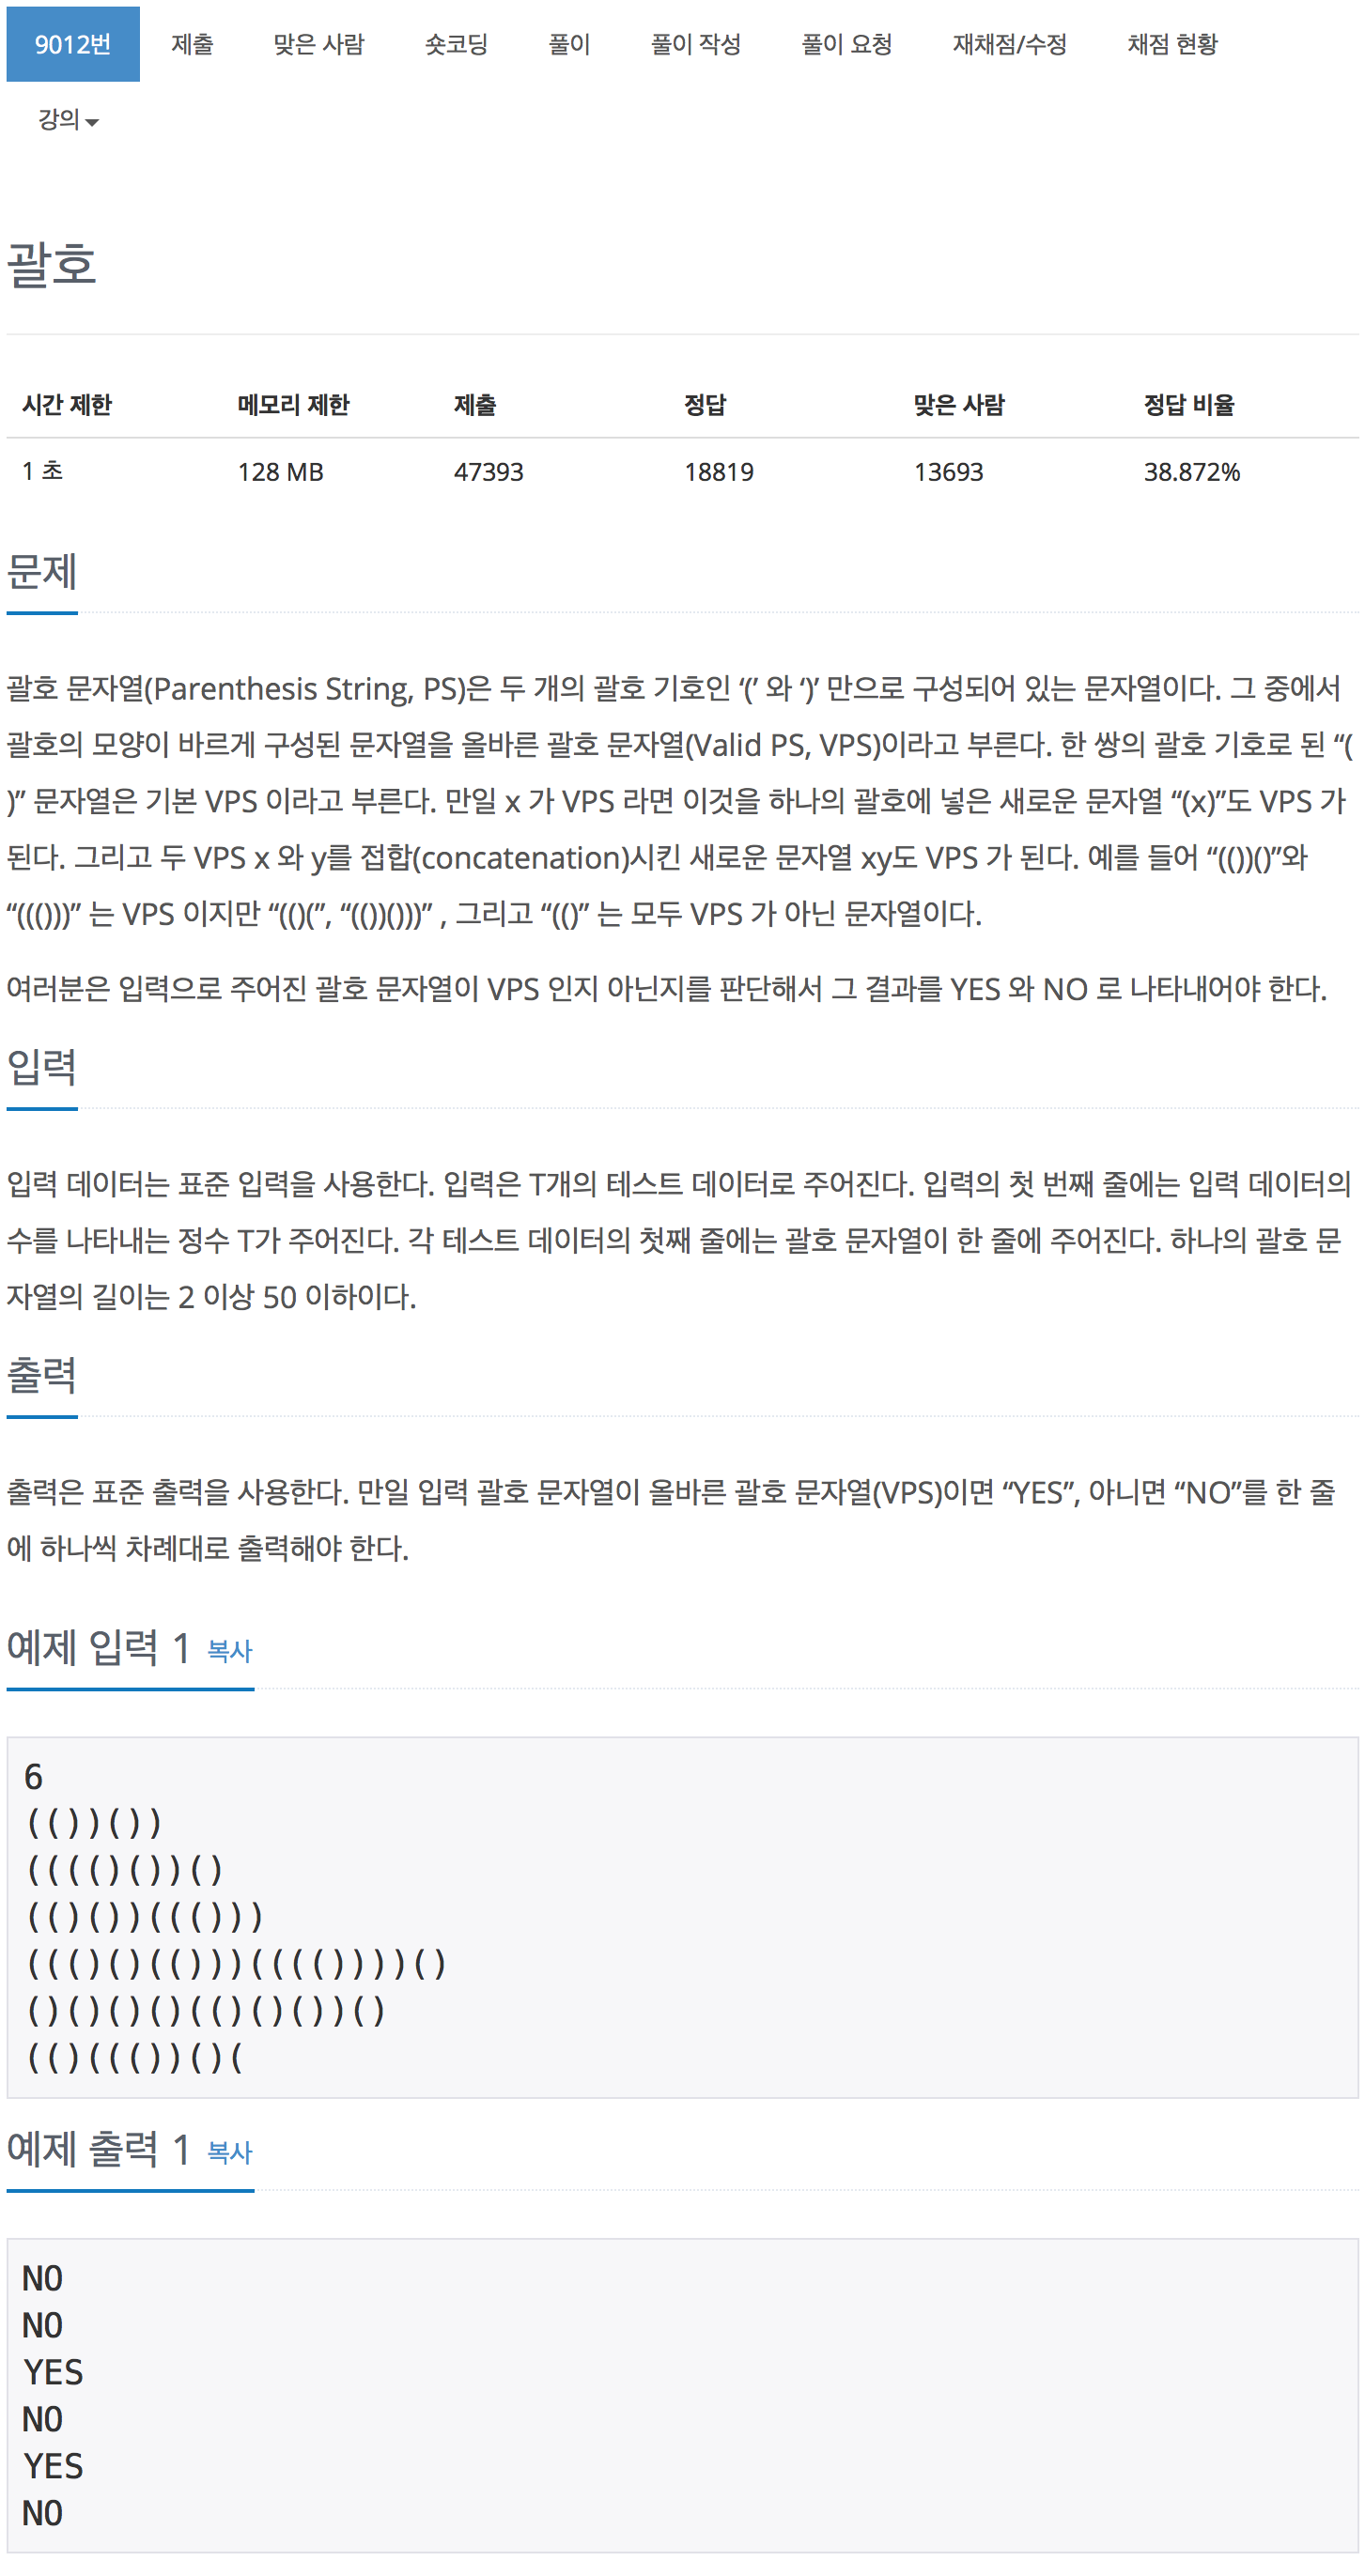 9012번 제출 맞은 사람 숏코딩 풀이 풀이 작성 풀이 요청 재채점/수정 채점 현황
강의
괄호
시간 제한 메모리 제한 제출 정답 맞은 사람 정답 비율
1 초 128 MB 47393 18819 13693 38.872%
문제
괄호 문자열(Parenthesis String, PS)은 두 개의 괄호 기호인 ‘(’ 와 ‘)’ 만으로 구성되어 있는 문자열이다. 그 중에서
괄호의 모양이 바르게 구성된 문자열을 올바른 괄호 문자열(Valid PS, VPS)이라고 부른다. 한 쌍의 괄호 기호로 된 “(
)” 문자열은 기본 VPS 이라고 부른다. 만일 x 가 VPS 라면 이것을 하나의 괄호에 넣은 새로운 문자열 “(x)”도 VPS 가
된다. 그리고 두 VPS x 와 y를 접합(concatenation)시킨 새로운 문자열 xy도 VPS 가 된다. 예를 들어 “(())()”와
“((()))” 는 VPS 이지만 “(()(”, “(())()))” , 그리고 “(()” 는 모두 VPS 가 아닌 문자열이다.
여러분은 입력으로 주어진 괄호 문자열이 VPS 인지 아닌지를 판단해서 그 결과를 YES 와 NO 로 나타내어야 한다.
입력
입력 데이터는 표준 입력을 사용한다. 입력은 T개의 테스트 데이터로 주어진다. 입력의 첫 번째 줄에는 입력 데이터의
수를 나타내는 정수 T가 주어진다. 각 테스트 데이터의 첫째 줄에는 괄호 문자열이 한 줄에 주어진다. 하나의 괄호 문
자열의 길이는 2 이상 50 이하이다.
출력
출력은 표준 출력을 사용한다. 만일 입력 괄호 문자열이 올바른 괄호 문자열(VPS)이면 “YES”, 아니면 “NO”를 한 줄
에 하나씩 차례대로 출력해야 한다.
예제 입력 1 복사
6
(())())
(((()())()
(()())((()))
((()()(()))(((())))()
()()()()(()()())()
(()((())()(
예제 출력 1 복사
NO
NO
YES
NO
YES
NO